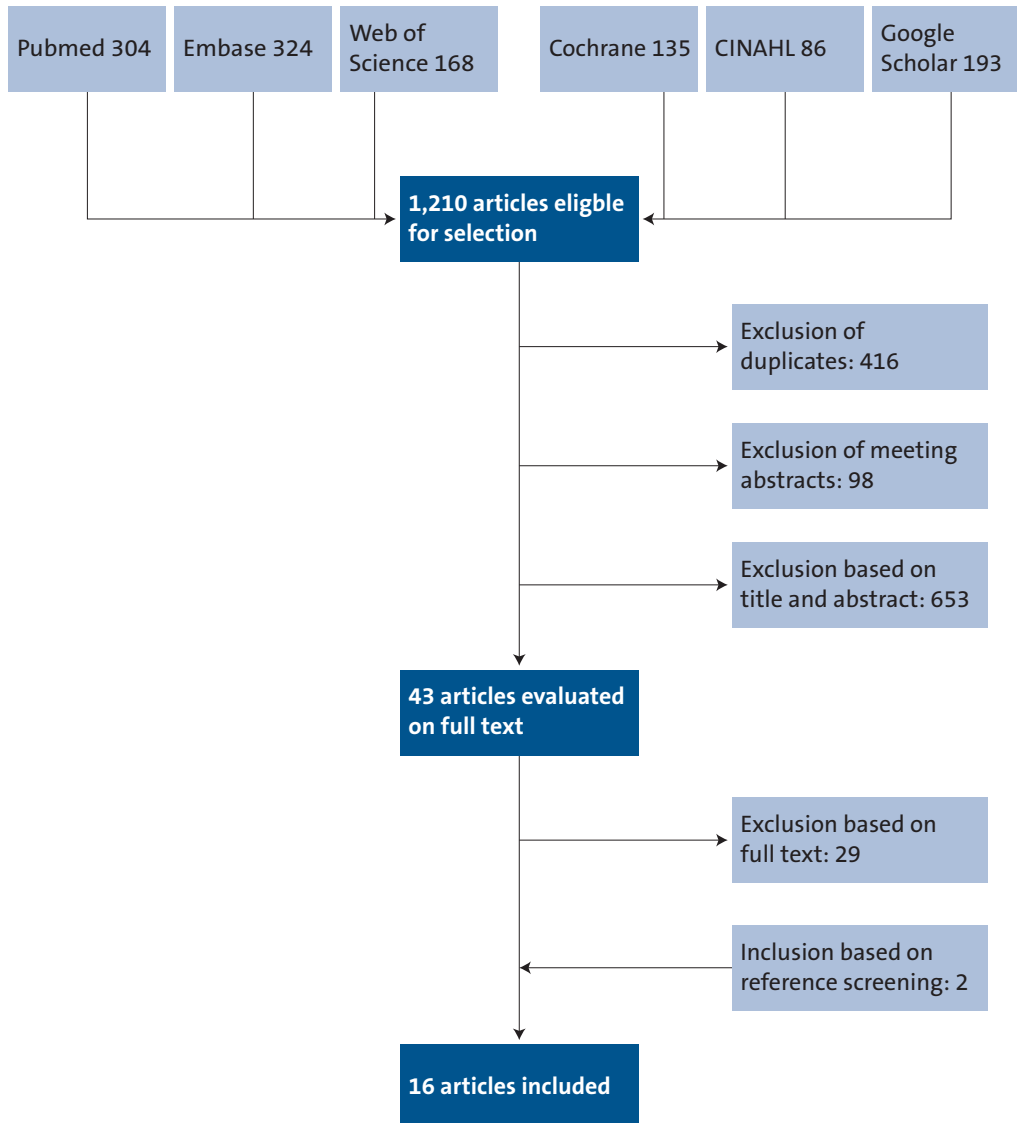 Pubmed 304
Embase 324
Web of
Science 168
Cochrane 135
CINAHL 86
Google
Scholar 193
1,210 articles eligble
for selection
Exclusion of
duplicates: 416
Exclusion of meeting
abstracts: 98
Exclusion based on
title and abstract: 653
43 articles evaluated
on full text
Exclusion based on
full text: 29
Inclusion based on
reference screening: 2
16 articles included